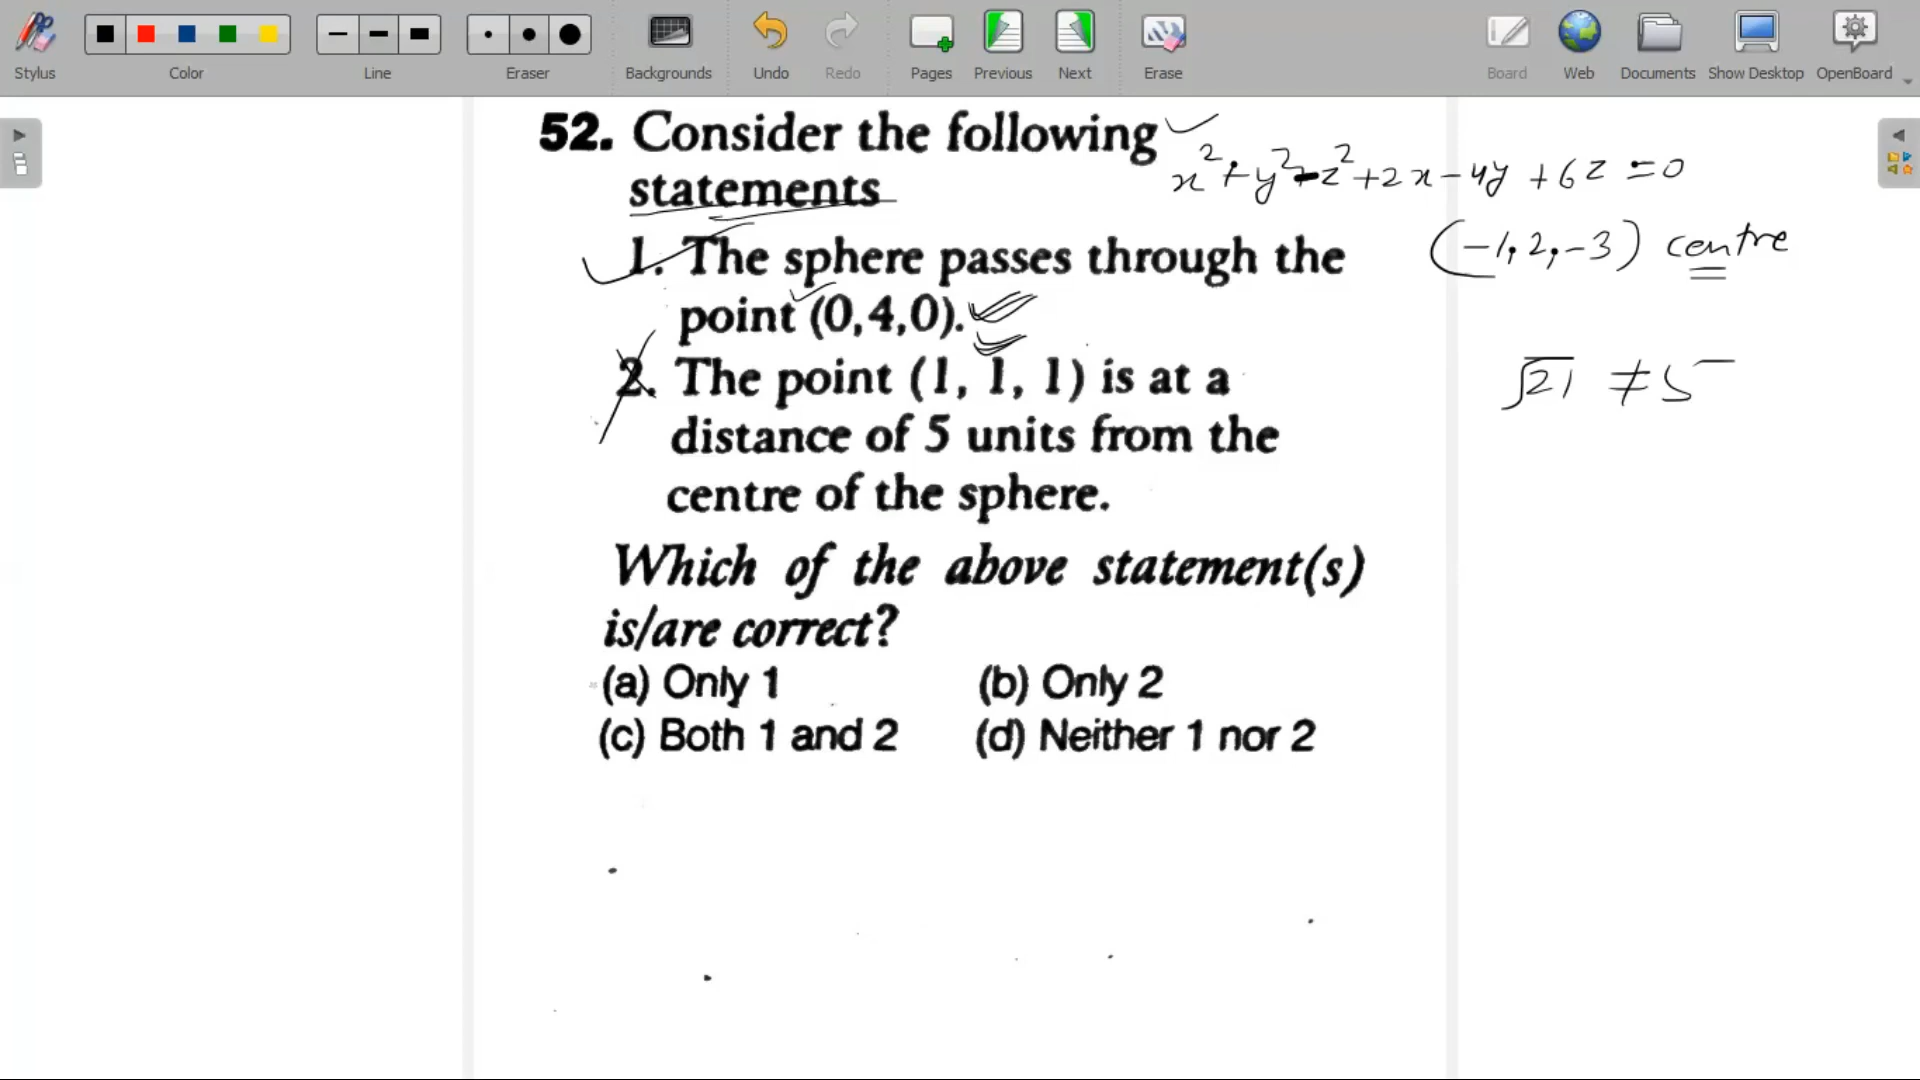 Stylus
Color
Line
Eraser
Backgrounds
Undo
Redo
Pages
Previous
Next
Erase
Board
Web
Documents
Show Desktop
OpenBoard
52. Consider the following
statements
1. The sphere passes through the
point (0,4,0).
2. The point (1, 1, 1) is at a
distance of 5 units from the
centre of the sphere.
Which of the above statement(s)
is/are correct?
(a) Only 1 (b) Only 2
(c) Both 1 and 2 (d) Neither 1 nor 2
x²+y²+z²+2x-4y+6z=0
(-1,2,-3) centre
√21 ≠ 5